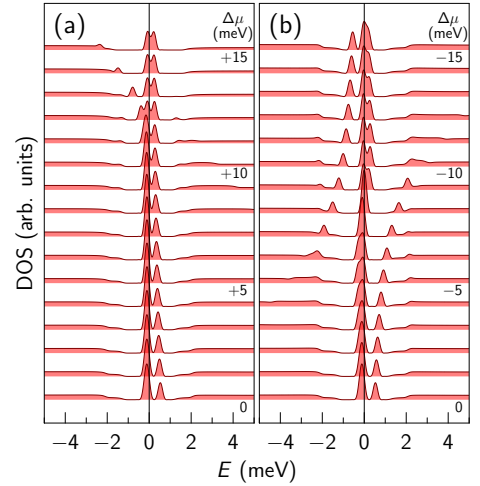 (a)
Δμ
(meV)
+15
+10
+5
0
(b)
Δμ
(meV)
−15
−10
−5
0
DOS (arb. units)
−4 −2 0 2 4
−4 −2 0 2 4
E (meV)
E (meV)